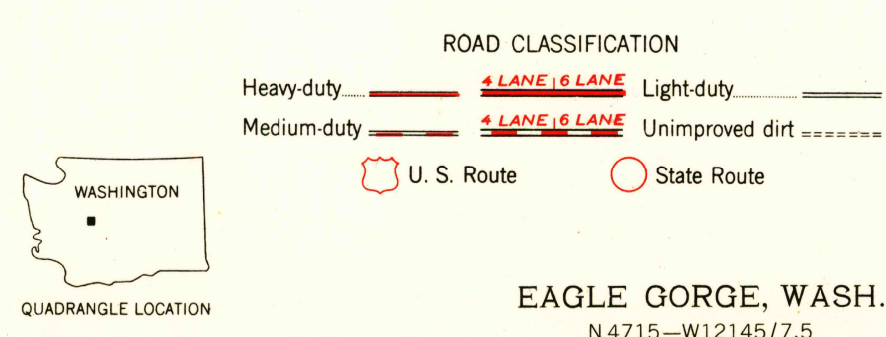 ROAD CLASSIFICATION
Heavy-duty 4 LANE 6 LANE Light-duty
Medium-duty 4 LANE 6 LANE Unimproved dirt
U. S. Route State Route
WASHINGTON
QUADRANGLE LOCATION
EAGLE GORGE, WASH.
N 4715—W12145/7.5